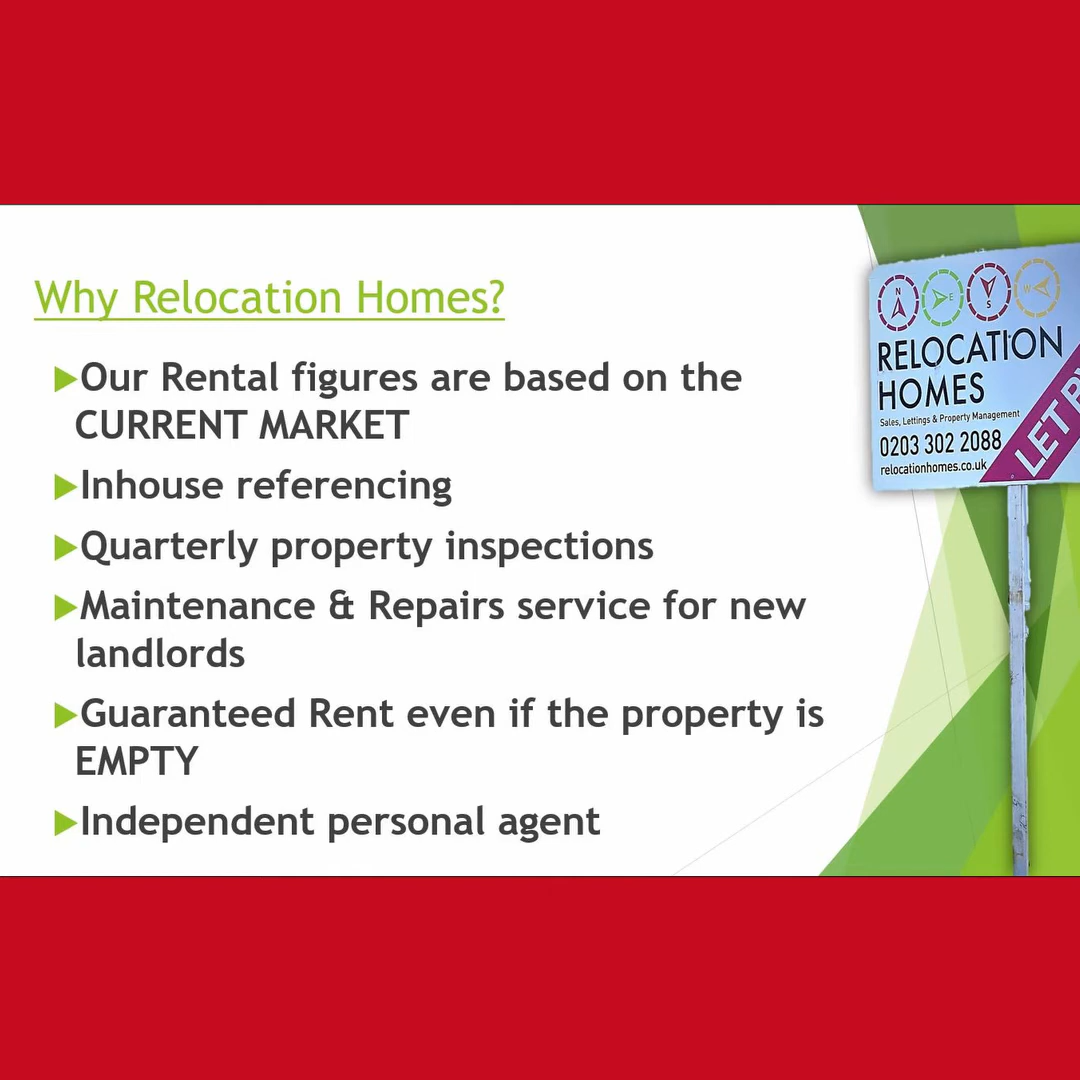 Why Relocation Homes?
Our Rental figures are based on the
CURRENT MARKET
Inhouse referencing
Quarterly property inspections
Maintenance & Repairs service for new
landlords
Guaranteed Rent even if the property is
EMPTY
Independent personal agent
N
E
S
W
RELOCATION
HOMES
Sales, Lettings & Property Management
0203 302 2088
relocationhomes.co.uk
LET